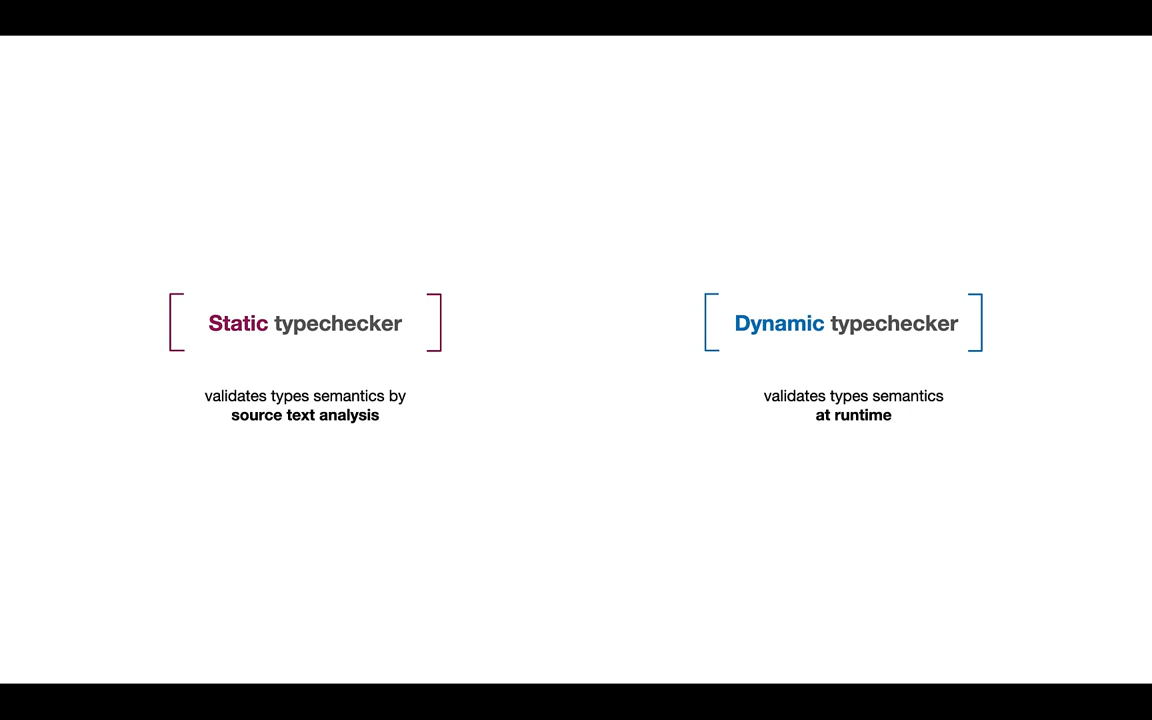 Static typechecker
validates types semantics by
source text analysis
Dynamic typechecker
validates types semantics
at runtime